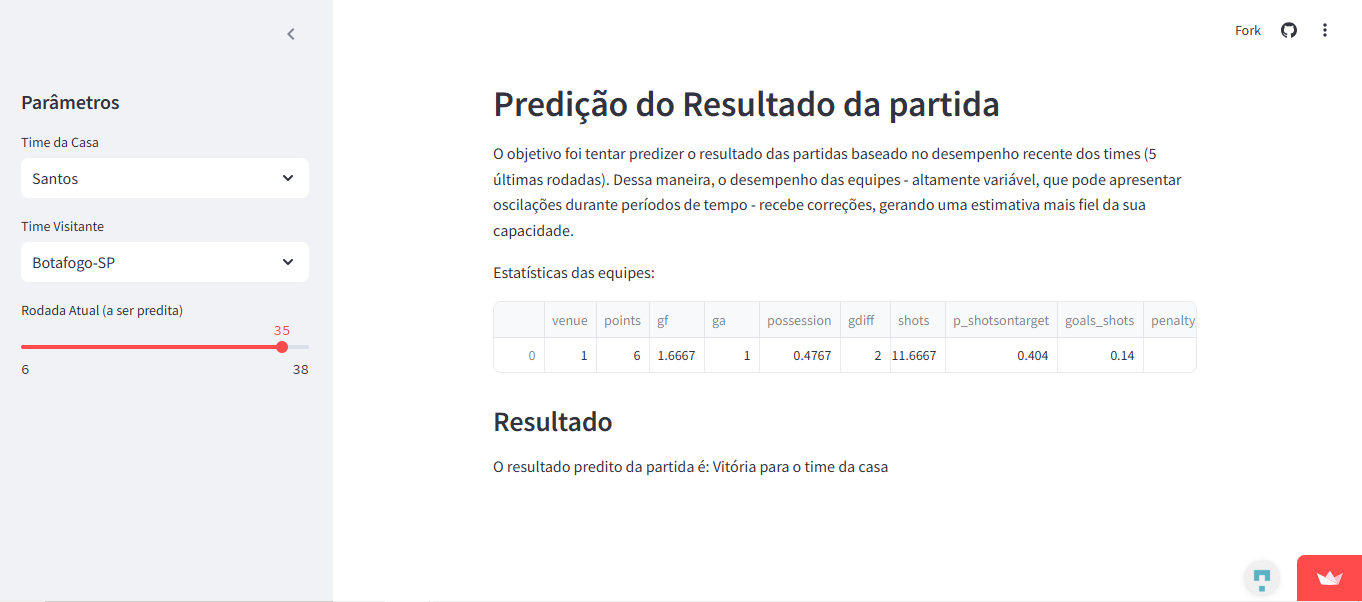 Fork
Parâmetros
Time da Casa
Santos
Time Visitante
Botafogo-SP
Rodada Atual (a ser predita)
35
6 38
Predição do Resultado da partida
O objetivo foi tentar predizer o resultado das partidas baseado no desempenho recente dos times (5
últimas rodadas). Dessa maneira, o desempenho das equipes - altamente variável, que pode apresentar
oscilações durante períodos de tempo - recebe correções, gerando uma estimativa mais fiel da sua
capacidade.
Estatísticas das equipes:
venue points gf ga possession gdiff shots p_shotsontarget goals_shots penalty
0 1 6 1.6667 1 0.4767 2 11.6667 0.404 0.14
Resultado
O resultado predito da partida é: Vitória para o time da casa